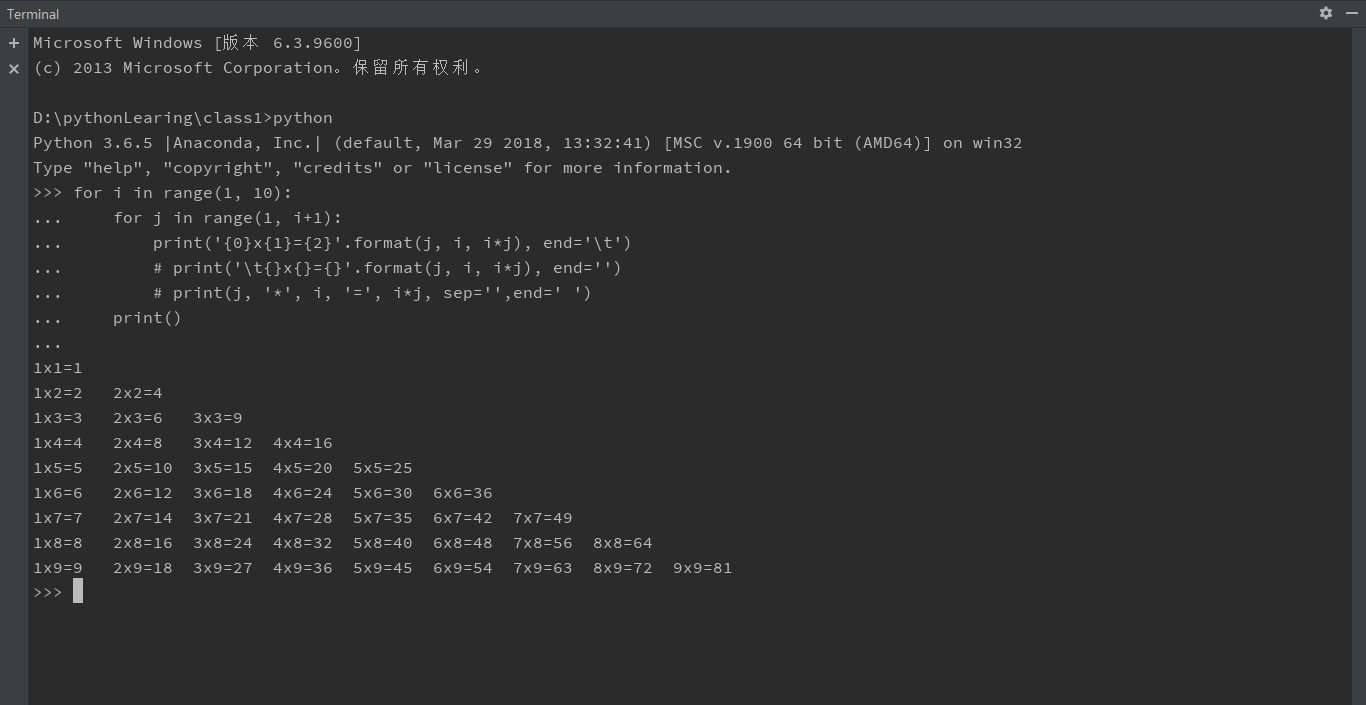 Terminal
Microsoft Windows [版本 6.3.9600]
(c) 2013 Microsoft Corporation。保留所有权利。
D:\pythonLearing\class1>python
Python 3.6.5 |Anaconda, Inc.| (default, Mar 29 2018, 13:32:41) [MSC v.1900 64 bit (AMD64)] on win32
Type "help", "copyright", "credits" or "license" for more information.
>>> for i in range(1, 10):
...     for j in range(1, i+1):
...         print('{0}x{1}={2}'.format(j, i, i*j), end='\t')
...         # print('\t{}x{}={}'.format(j, i, i*j), end='')
...         # print(j, '*', i, '=', i*j, sep='',end=' ')
...     print()
...
1x1=1
1x2=2   2x2=4
1x3=3   2x3=6   3x3=9
1x4=4   2x4=8   3x4=12  4x4=16
1x5=5   2x5=10  3x5=15  4x5=20  5x5=25
1x6=6   2x6=12  3x6=18  4x6=24  5x6=30  6x6=36
1x7=7   2x7=14  3x7=21  4x7=28  5x7=35  6x7=42  7x7=49
1x8=8   2x8=16  3x8=24  4x8=32  5x8=40  6x8=48  7x8=56  8x8=64
1x9=9   2x9=18  3x9=27  4x9=36  5x9=45  6x9=54  7x9=63  8x9=72  9x9=81
>>>